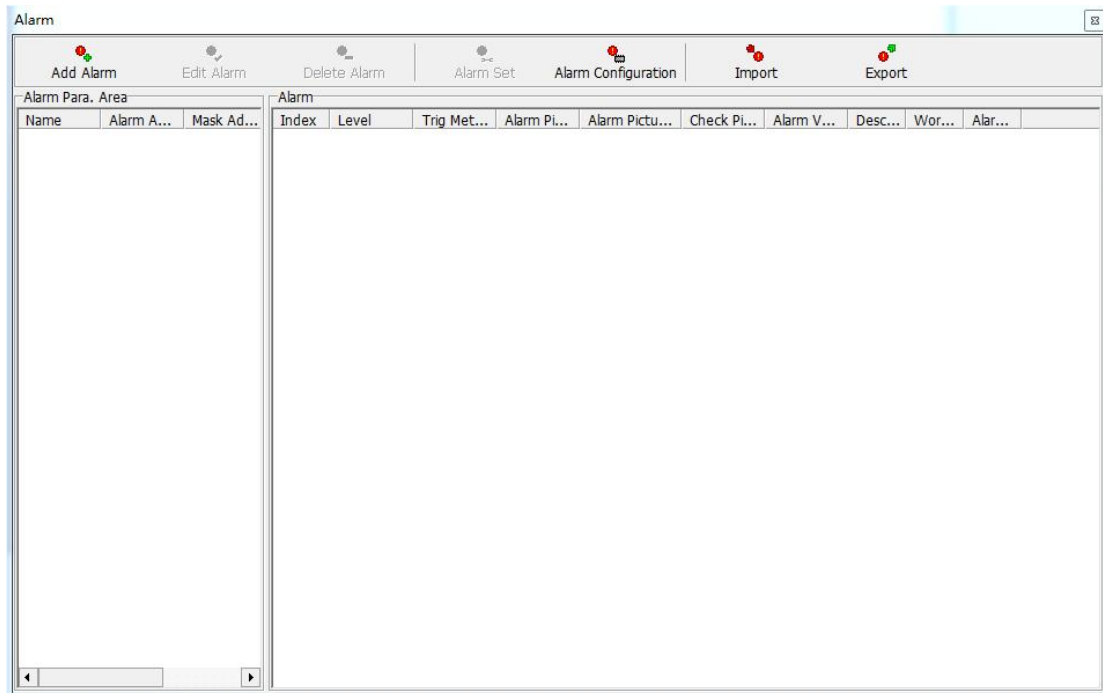 Alarm
Add Alarm Edit Alarm Delete Alarm Alarm Set Alarm Configuration Import Export
Alarm Para. Area Alarm
Name Alarm A... Mask Ad... Index Level Trig Met... Alarm Pi... Alarm Pictu... Check Pi... Alarm V... Desc... Wor... Alar...